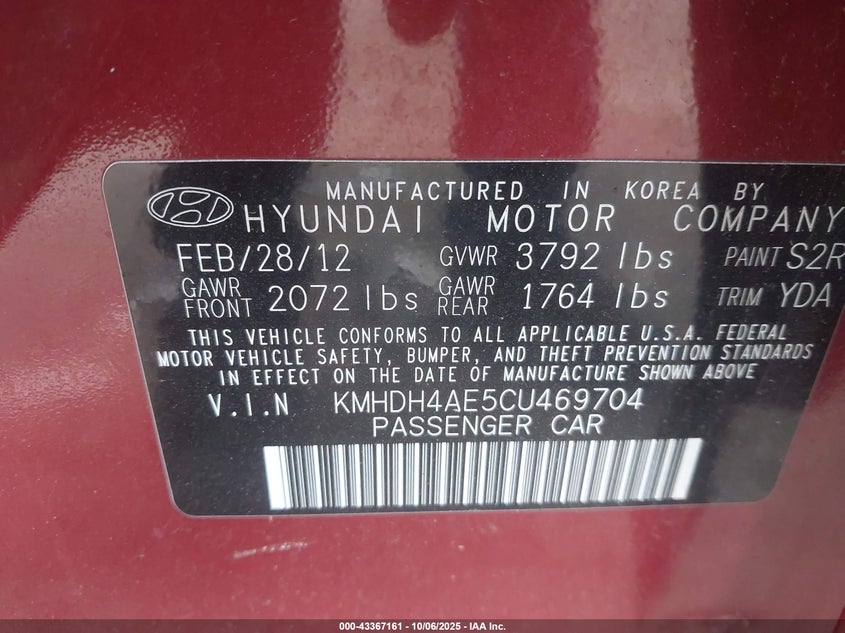 MANUFACTURED IN KOREA BY
HYUNDAI MOTOR COMPANY
FEB/28/12 GVWR 3792 lbs PAINT S2R
GAWR FRONT 2072 lbs GAWR REAR 1764 lbs TRIM YDA
THIS VEHICLE CONFORMS TO ALL APPLICABLE U.S.A. FEDERAL
MOTOR VEHICLE SAFETY, BUMPER, AND THEFT PREVENTION STANDARDS
IN EFFECT ON THE DATE OF MANUFACTURE SHOWN ABOVE
V.I.N KMHDH4AE5CU469704
PASSENGER CAR
000-43367161 - 10/06/2025 - IAA Inc.